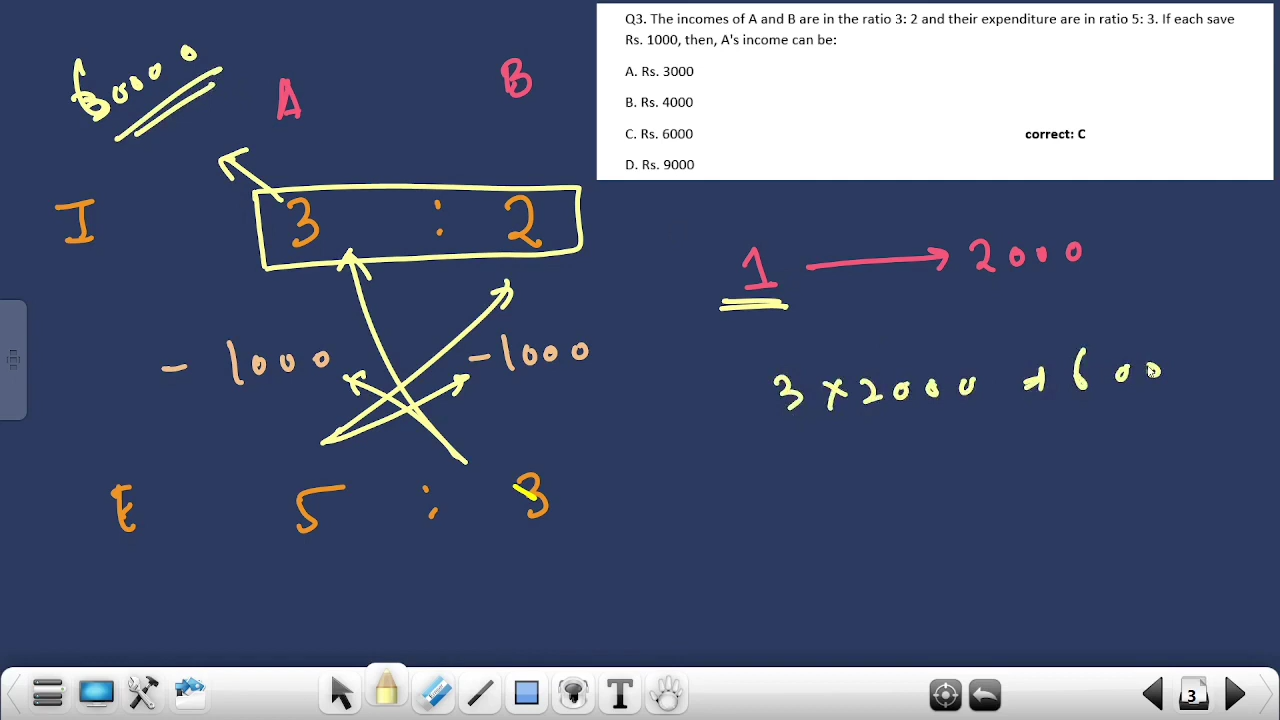 Q3. The incomes of A and B are in the ratio 3: 2 and their expenditure are in ratio 5: 3. If each save
Rs. 1000, then, A's income can be:
A. Rs. 3000
B. Rs. 4000
C. Rs. 6000
correct: C
D. Rs. 9000
A B
I 3 : 2
- 1000 -1000
E 5 : 3
1 → 2000
3 × 2000 → 600
T
3